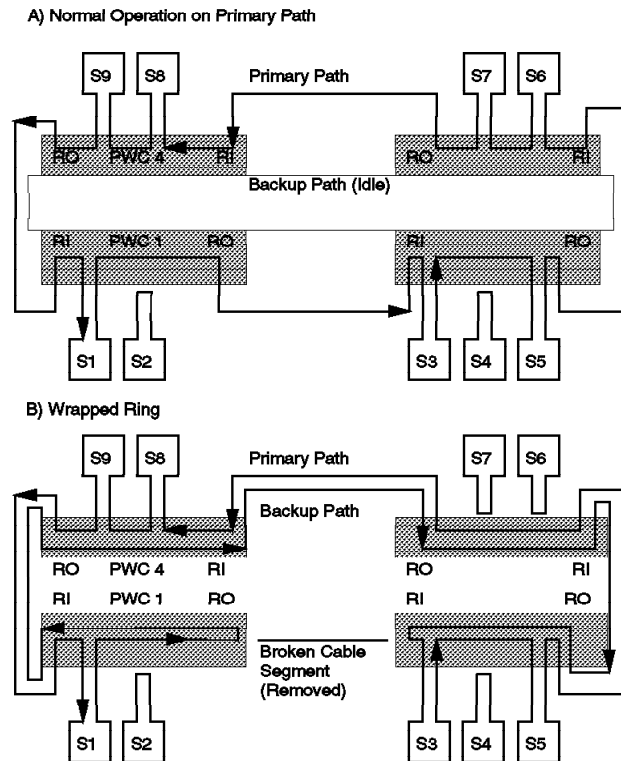 A) Normal Operation on Primary Path
S9 S8 Primary Path S7 S6
RO PWC 4 RI RO RI
Backup Path (Idle)
RI PWC 1 RO RI RO
S1 S2 S3 S4 S5
B) Wrapped Ring
S9 S8 Primary Path S7 S6
Backup Path
RO PWC 4 RI RO RI
RI PWC 1 RO RI RO
Broken Cable
Segment
(Removed)
S1 S2 S3 S4 S5